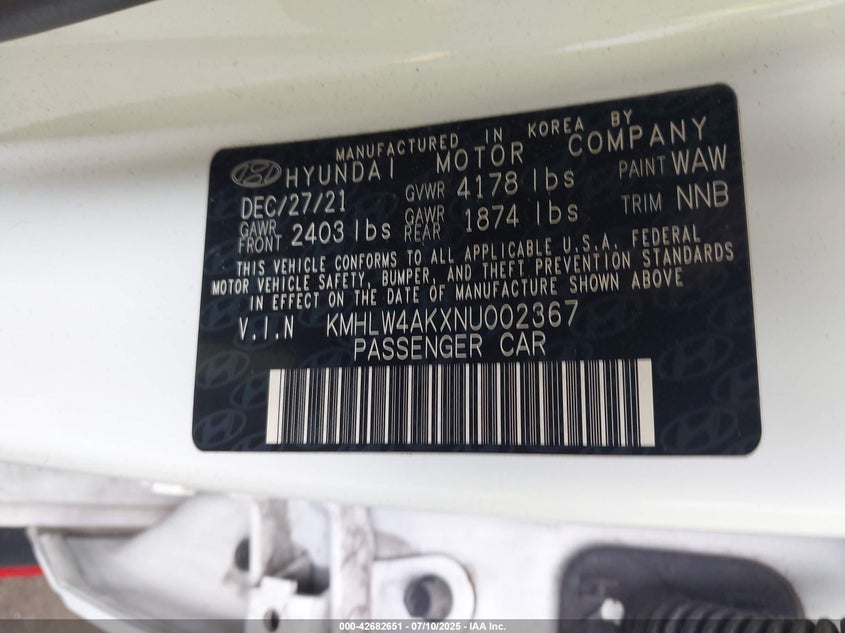 MANUFACTURED IN KOREA BY
HYUNDAI MOTOR COMPANY
DEC/27/21 GVWR 4178 lbs PAINT WAW
GAWR FRONT 2403 lbs GAWR REAR 1874 lbs TRIM NNB
THIS VEHICLE CONFORMS TO ALL APPLICABLE U.S.A. FEDERAL
MOTOR VEHICLE SAFETY, BUMPER, AND THEFT PREVENTION STANDARDS
IN EFFECT ON THE DATE OF MANUFACTURE SHOWN ABOVE
V.I.N KMHLW4AKXNU002367
PASSENGER CAR
000-42682651 - 07/10/2025 - IAA Inc.